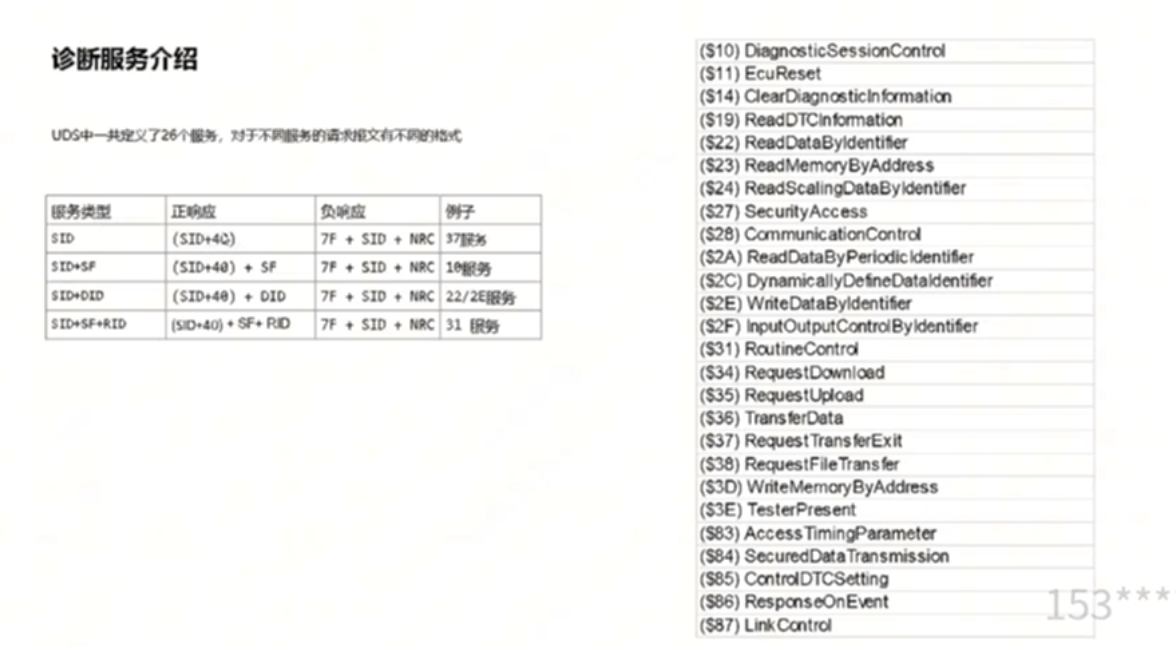 诊断服务介绍
UDS中一共定义了26个服务，对于不同服务的请求报文有不同的格式
服务类型 正响应 负响应 例子
SID (SID+40) 7F + SID + NRC 37服务
SID+SF (SID+40) + SF 7F + SID + NRC 10服务
SID+DID (SID+40) + DID 7F + SID + NRC 22/2E服务
SID+SF+RID (SID+40) + SF+ RID 7F + SID + NRC 31 服务
($10) DiagnosticSessionControl
($11) EcuReset
($14) ClearDiagnosticInformation
($19) ReadDTCInformation
($22) ReadDataByIdentifier
($23) ReadMemoryByAddress
($24) ReadScalingDataByIdentifier
($27) SecurityAccess
($28) CommunicationControl
($2A) ReadDataByPeriodicIdentifier
($2C) DynamicallyDefineDataIdentifier
($2E) WriteDataByIdentifier
($2F) InputOutputControlByIdentifier
($31) RoutineControl
($34) RequestDownload
($35) RequestUpload
($36) TransferData
($37) RequestTransferExit
($38) RequestFileTransfer
($3D) WriteMemoryByAddress
($3E) TesterPresent
($83) AccessTimingParameter
($84) SecuredDataTransmission
($85) ControlDTCSetting
($86) ResponseOnEvent
($87) LinkControl
153***